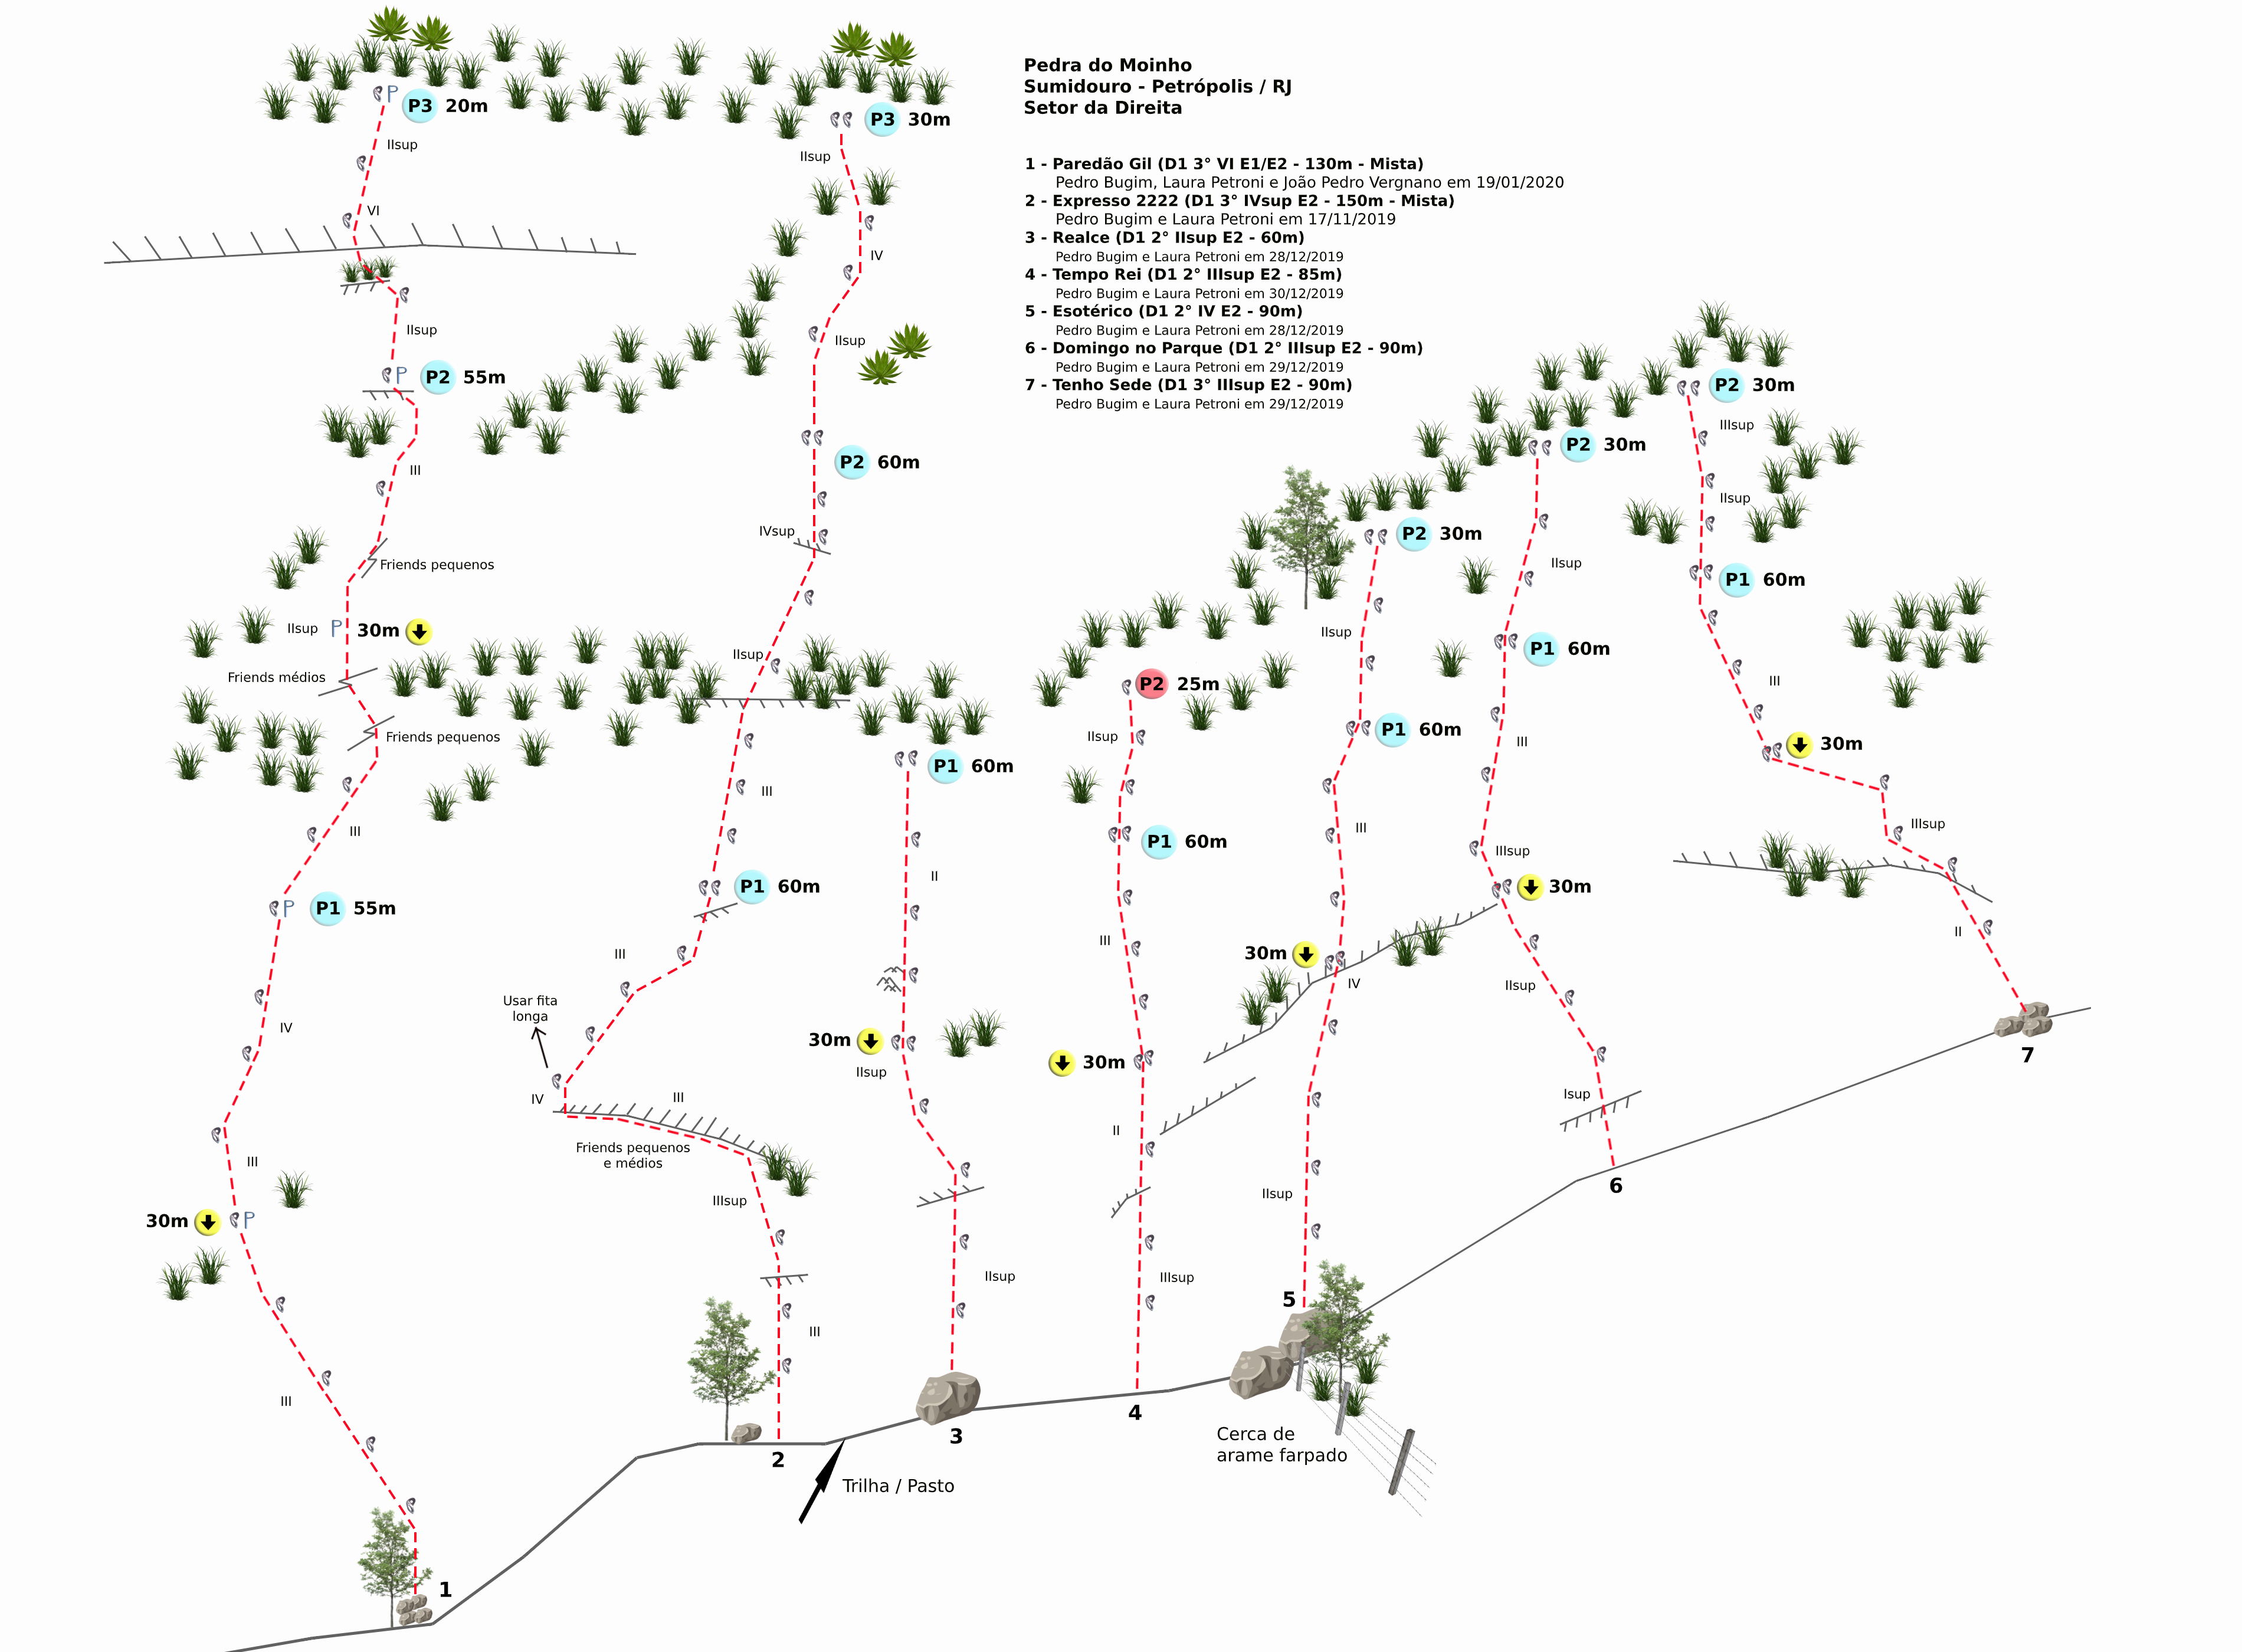 Pedra do Moinho
Sumidouro - Petrópolis / RJ
Setor da Direita
1 - Paredão Gil (D1 3° VI E1/E2 - 130m - Mista)
Pedro Bugim, Laura Petroni e João Pedro Vergnano em 19/01/2020
2 - Expresso 2222 (D1 3° IVsup E2 - 150m - Mista)
Pedro Bugim e Laura Petroni em 17/11/2019
3 - Realce (D1 2° IIsup E2 - 60m)
Pedro Bugim e Laura Petroni em 28/12/2019
4 - Tempo Rei (D1 2° IIIsup E2 - 85m)
Pedro Bugim e Laura Petroni em 30/12/2019
5 - Esotérico (D1 2° IV E2 - 90m)
Pedro Bugim e Laura Petroni em 28/12/2019
6 - Domingo no Parque (D1 2° IIIsup E2 - 90m)
Pedro Bugim e Laura Petroni em 29/12/2019
7 - Tenho Sede (D1 3° IIIsup E2 - 90m)
Pedro Bugim e Laura Petroni em 29/12/2019
P
P3 20m
IIsup
VI
IIsup
P
P2 55m
III
Friends pequenos
IIsup
P
30m
Friends médios
Friends pequenos
III
P
P1 55m
IV
III
30m
P
III
1
P3 30m
IIsup
IV
IIsup
P2 60m
IVsup
IIsup
III
P1 60m
III
Usar fita
longa
IV
III
Friends pequenos
e médios
IIIsup
III
2
P1 60m
II
30m
IIsup
IIsup
3
Trilha / Pasto
P2 25m
IIsup
P1 60m
III
30m
II
IIIsup
4
P2 30m
IIsup
P1 60m
III
30m
IV
IIsup
5
Cerca de
arame farpado
P2 30m
IIsup
P1 60m
III
IIIsup
30m
IIsup
Isup
6
P2 30m
IIIsup
IIsup
P1 60m
III
30m
IIIsup
II
7